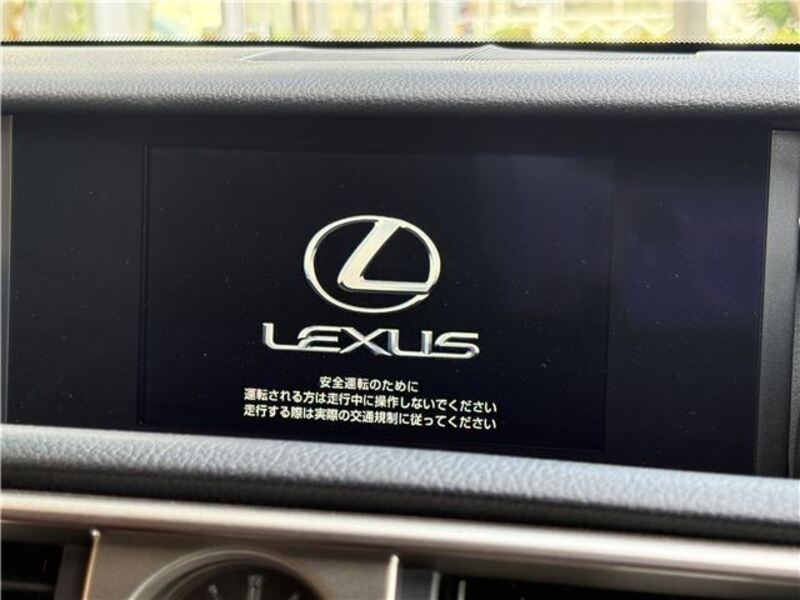 LEXUS
安全運転のために
運転される方は走行中に操作しないでください
走行する際は実際の交通規制に従ってください